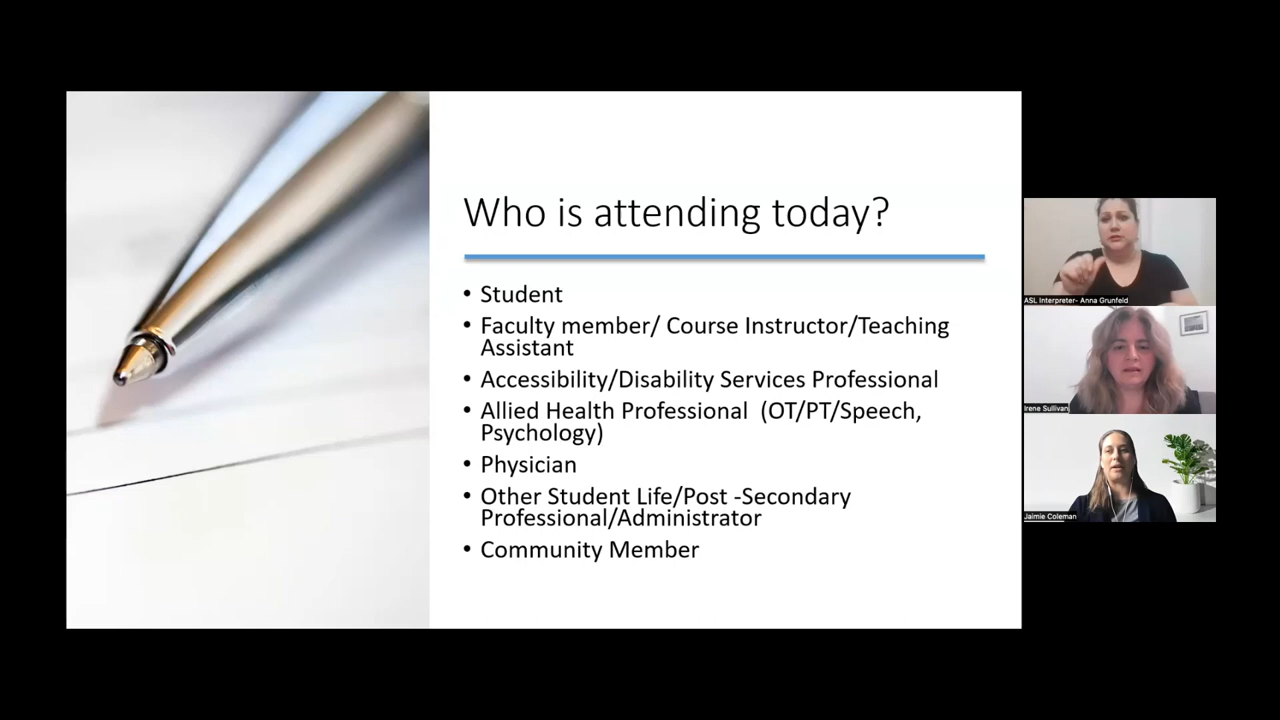 Who is attending today?
• Student
• Faculty member/ Course Instructor/Teaching
Assistant
• Accessibility/Disability Services Professional
• Allied Health Professional  (OT/PT/Speech,
Psychology)
• Physician
• Other Student Life/Post -Secondary
Professional/Administrator
• Community Member
ASL Interpreter- Anna Grunfeld
Irene Sullivan
Jaimie Coleman